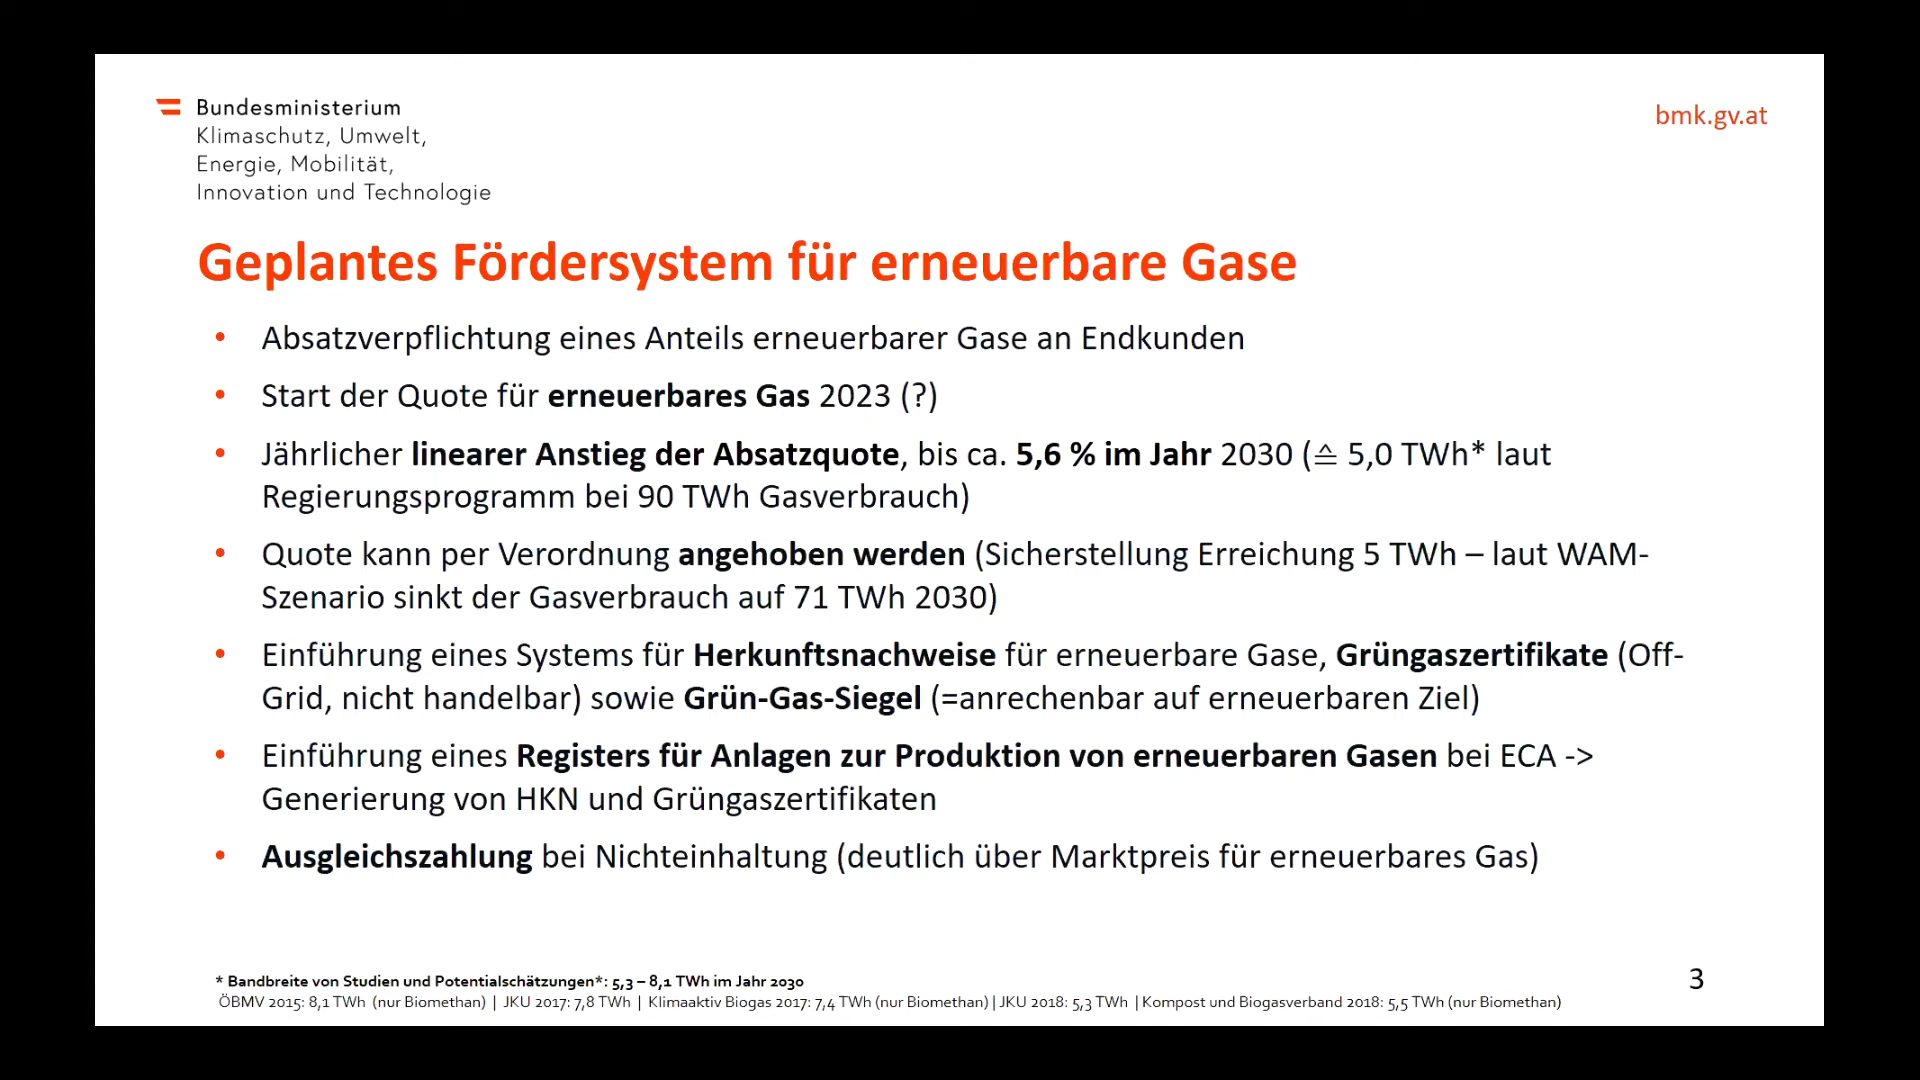 Bundesministerium
Klimaschutz, Umwelt,
Energie, Mobilität,
Innovation und Technologie
bmk.gv.at
Geplantes Fördersystem für erneuerbare Gase
• Absatzverpflichtung eines Anteils erneuerbarer Gase an Endkunden
• Start der Quote für erneuerbares Gas 2023 (?)
• Jährlicher linearer Anstieg der Absatzquote, bis ca. 5,6 % im Jahr 2030 (≙ 5,0 TWh* laut
Regierungsprogramm bei 90 TWh Gasverbrauch)
• Quote kann per Verordnung angehoben werden (Sicherstellung Erreichung 5 TWh – laut WAM-
Szenario sinkt der Gasverbrauch auf 71 TWh 2030)
• Einführung eines Systems für Herkunftsnachweise für erneuerbare Gase, Grüngaszertifikate (Off-
Grid, nicht handelbar) sowie Grün-Gas-Siegel (=anrechenbar auf erneuerbaren Ziel)
• Einführung eines Registers für Anlagen zur Produktion von erneuerbaren Gasen bei ECA ->
Generierung von HKN und Grüngaszertifikaten
• Ausgleichszahlung bei Nichteinhaltung (deutlich über Marktpreis für erneuerbares Gas)
* Bandbreite von Studien und Potentialschätzungen*: 5,3 – 8,1 TWh im Jahr 2030
ÖBMV 2015: 8,1 TWh (nur Biomethan) | JKU 2017: 7,8 TWh | Klimaaktiv Biogas 2017: 7,4 TWh (nur Biomethan) | JKU 2018: 5,3 TWh | Kompost und Biogasverband 2018: 5,5 TWh (nur Biomethan)
3